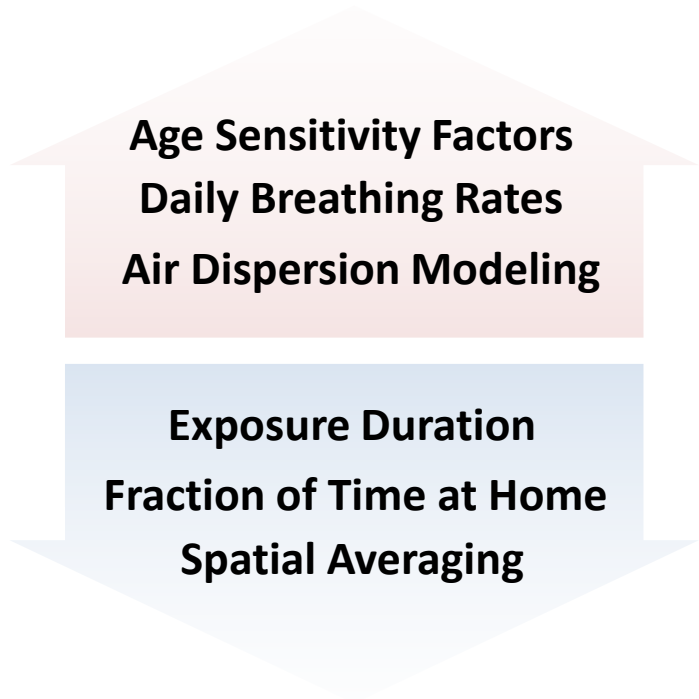 Age Sensitivity Factors
Daily Breathing Rates
Air Dispersion Modeling
Exposure Duration
Fraction of Time at Home
Spatial Averaging